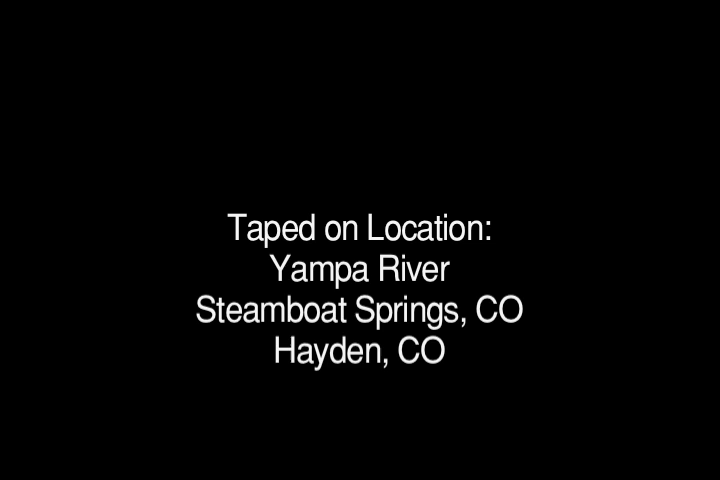 Taped on Location:
Yampa River
Steamboat Springs, CO
Hayden, CO